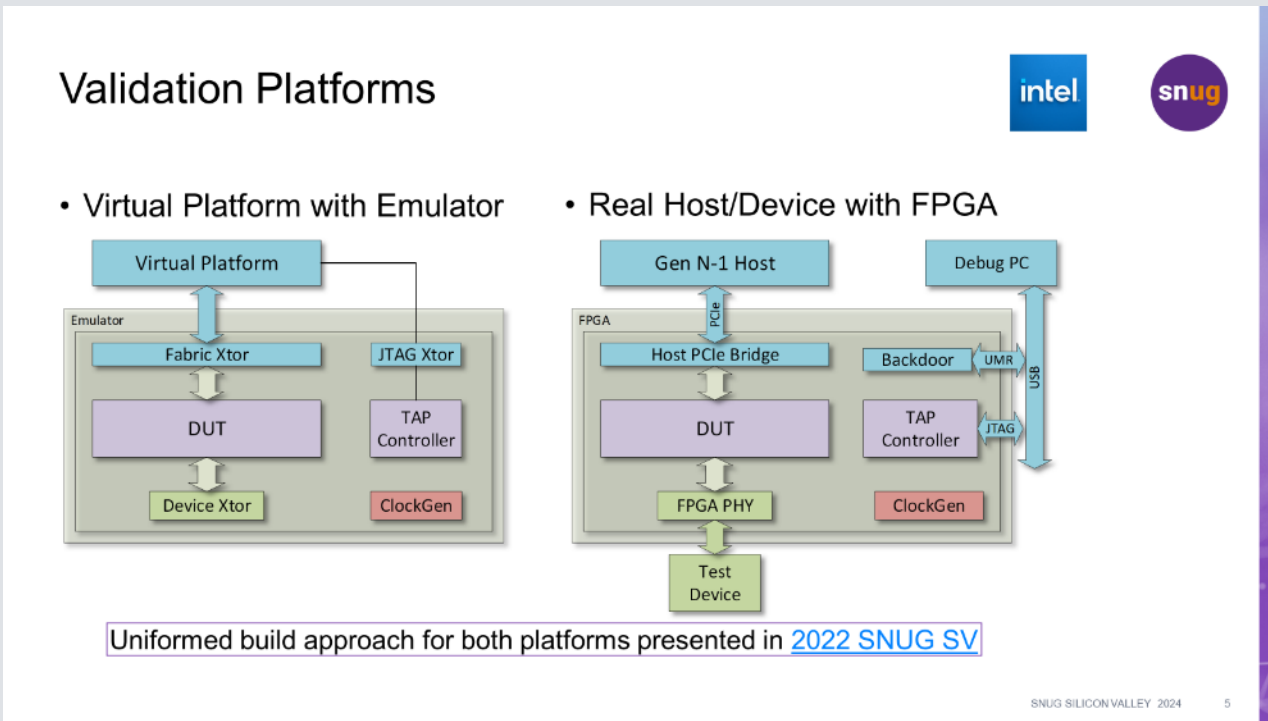 Validation Platforms
intel
snug
• Virtual Platform with Emulator
• Real Host/Device with FPGA
Virtual Platform
Emulator
Fabric Xtor
JTAG Xtor
DUT
TAP
Controller
Device Xtor
ClockGen
Gen N-1 Host
Debug PC
PCIe
FPGA
Host PCIe Bridge
Backdoor
UMR
USB
DUT
TAP
Controller
JTAG
FPGA PHY
ClockGen
Test
Device
Uniformed build approach for both platforms presented in 2022 SNUG SV
SNUG SILICON VALLEY 2024
5